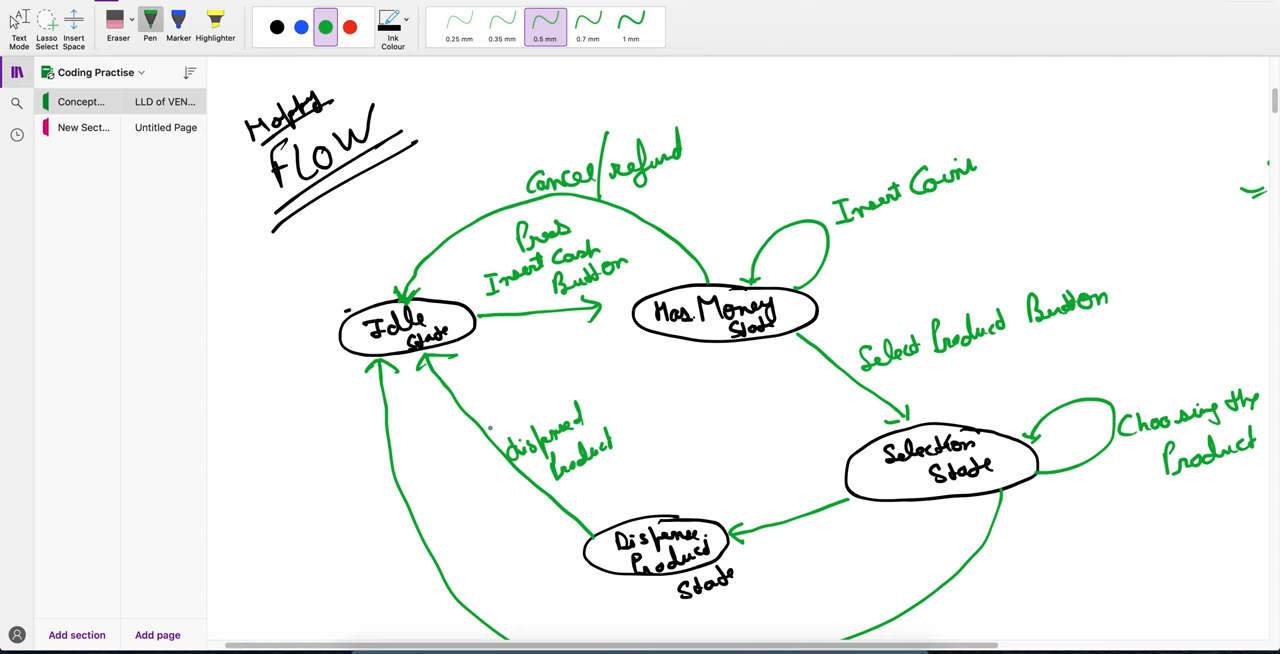 Text Mode
Lasso Select
Insert Space
Eraser
Pen
Marker
Highlighter
Ink Colour
0.25 mm
0.35 mm
0.5 mm
0.7 mm
1 mm
Coding Practise
Concept...
LLD of VEN...
New Sect...
Untitled Page
Happy
FLOW
Cancel/refund
Insert Coins
Press
Insert Cash
Button
Idle
State
Has Money
State
Select Product Button
Choosing the
Product
Selection
State
dispensed
Product
Dispense
Product
State
Add section
Add page